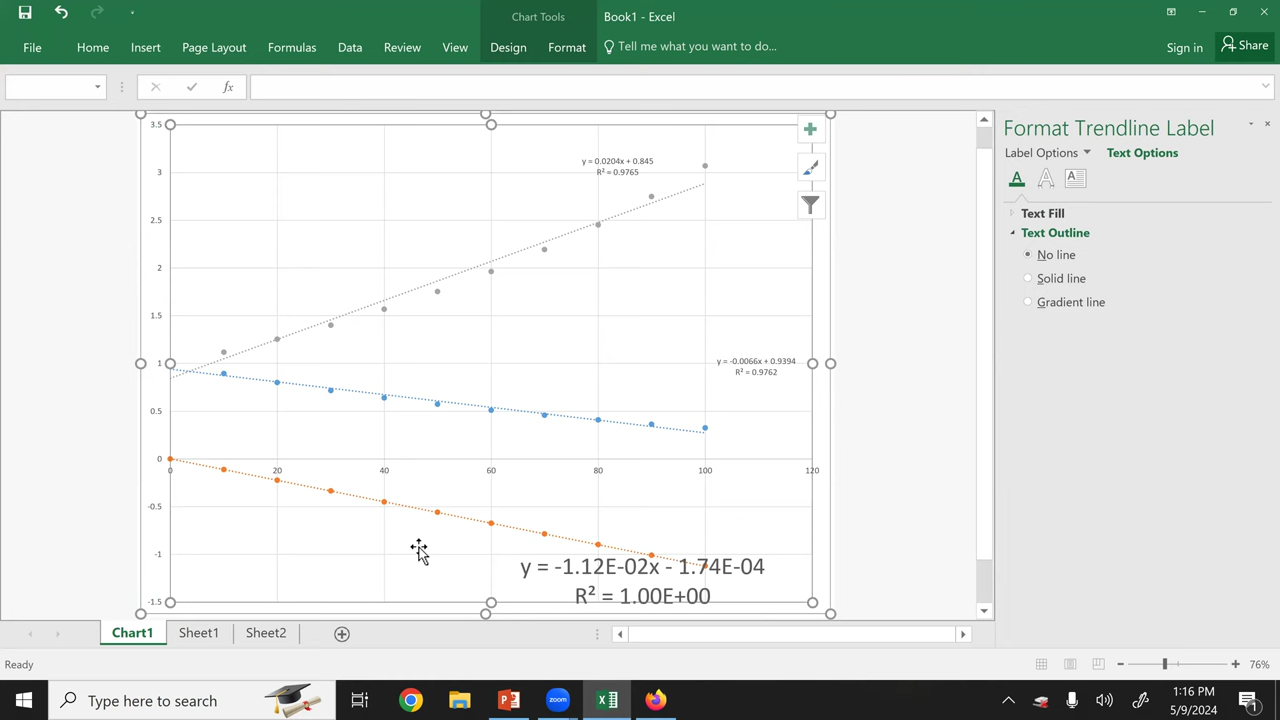 Chart Tools
Book1 - Excel
File
Home
Insert
Page Layout
Formulas
Data
Review
View
Design
Format
Tell me what you want to do...
Sign in
Share
fx
3.5
3
2.5
2
1.5
1
0.5
0
-0.5
-1
-1.5
0
20
40
60
80
100
120
y = 0.0204x + 0.845
R² = 0.9765
y = -0.0066x + 0.9394
R² = 0.9762
y = -1.12E-02x - 1.74E-04
R² = 1.00E+00
Format Trendline Label
Label Options
Text Options
A
A
A
Text Fill
Text Outline
No line
Solid line
Gradient line
Chart1
Sheet1
Sheet2
Ready
76%
Type here to search
zoom
1:16 PM
5/9/2024
1